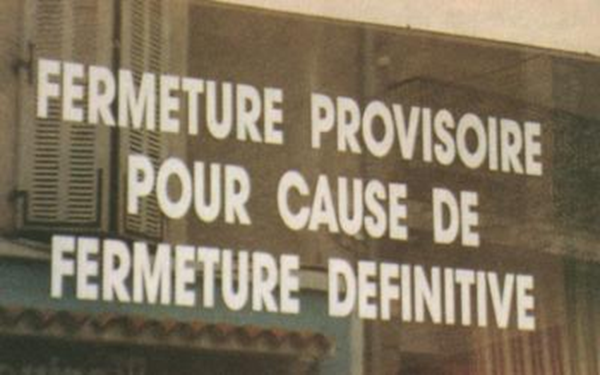 FERMETURE PROVISOIRE
POUR CAUSE DE
FERMETURE DEFINITIVE